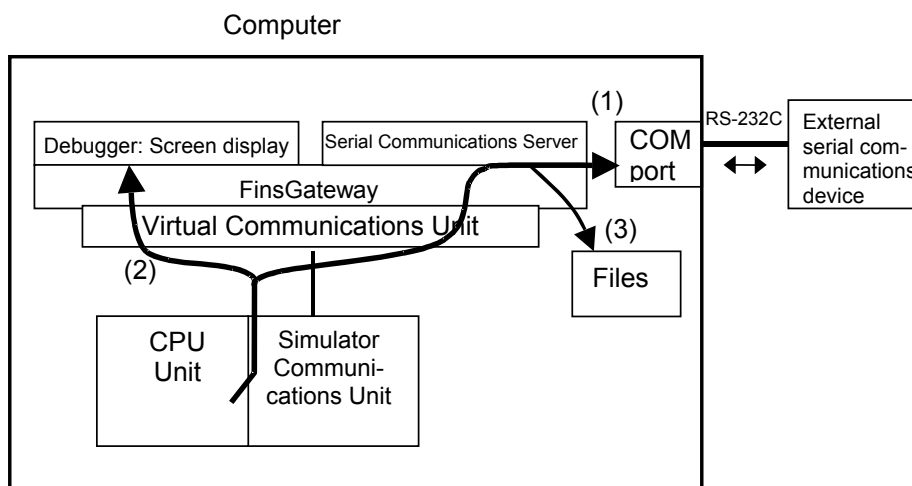 Computer
(1)
RS-232C
External
serial com-
munications
device
Debugger: Screen display
Serial Communications Server
COM
port
FinsGateway
Virtual Communications Unit
(2)
(3)
Files
CPU
Unit
Simulator
Communi-
cations Unit